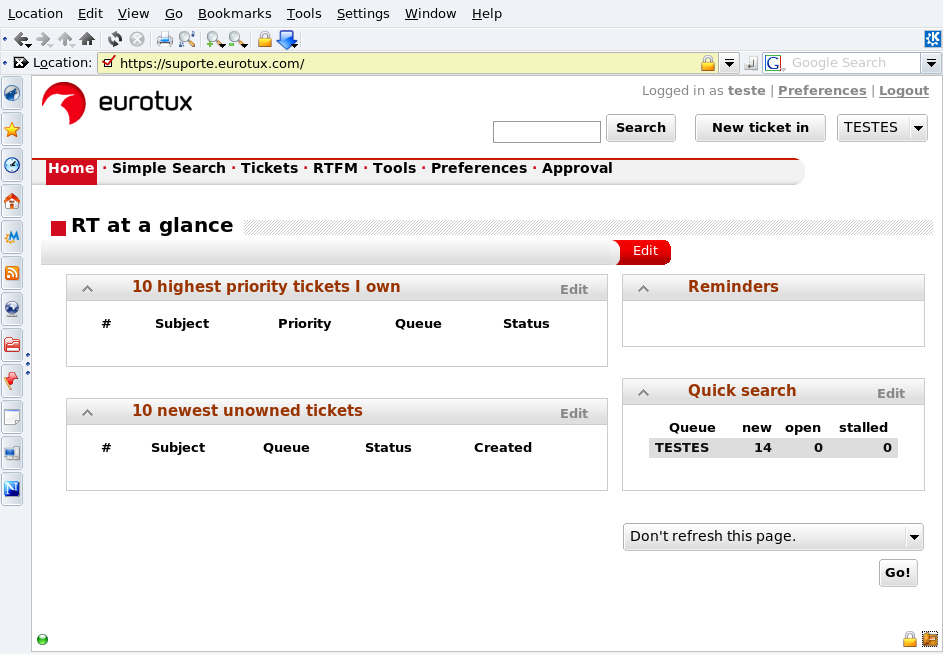 Location Edit View Go Bookmarks Tools Settings Window Help
Location: https://suporte.eurotux.com/ Google Search
eurotux
Logged in as teste | Preferences | Logout
Search New ticket in TESTES
Home · Simple Search · Tickets · RTFM · Tools · Preferences · Approval
RT at a glance
Edit
10 highest priority tickets I own Edit
# Subject Priority Queue Status
Reminders
10 newest unowned tickets Edit
# Subject Queue Status Created
Quick search Edit
Queue new open stalled
TESTES 14 0 0
Don't refresh this page.
Go!